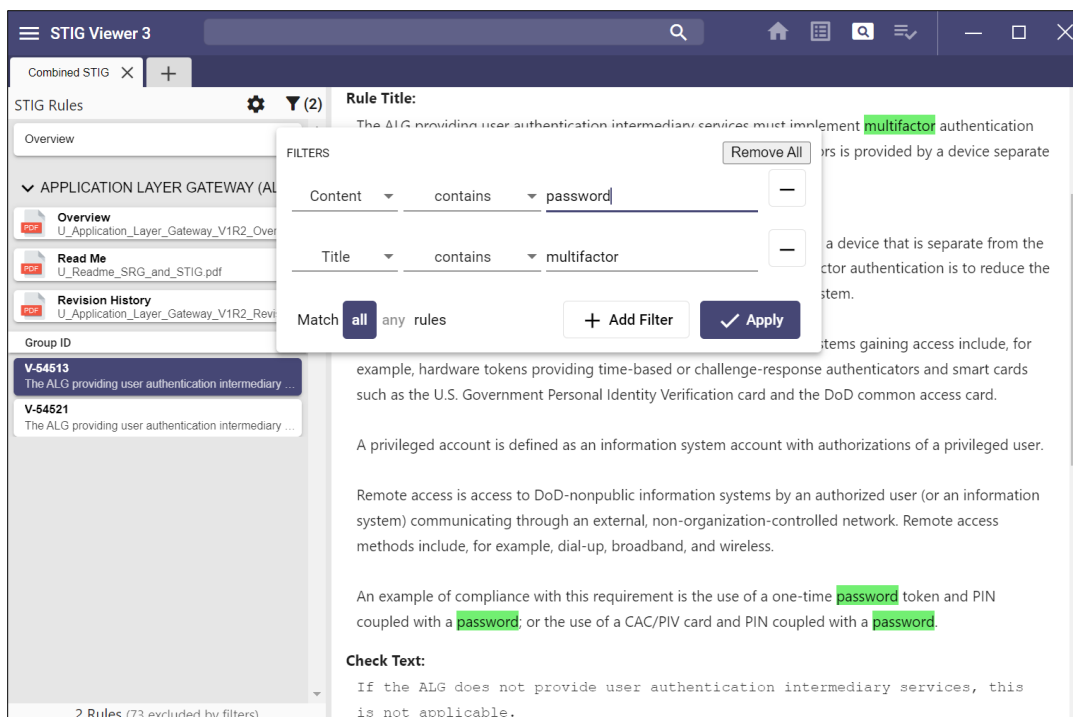 STIG Viewer 3
Combined STIG
STIG Rules
(2)
Overview
APPLICATION LAYER GATEWAY (AL
PDF
Overview
U_Application_Layer_Gateway_V1R2_Over
PDF
Read Me
U_Readme_SRG_and_STIG.pdf
PDF
Revision History
U_Application_Layer_Gateway_V1R2_Revi
Group ID
V-54513
The ALG providing user authentication intermediary ...
V-54521
The ALG providing user authentication intermediary ...
2 Rules (73 excluded by filters)
FILTERS
Remove All
Content contains password
Title contains multifactor
Match all any rules
Add Filter
Apply
Rule Title:
The ALG providing user authentication intermediary services must implement multifactor authentication
ors is provided by a device separate
a device that is separate from the
ctor authentication is to reduce the
stem.
stems gaining access include, for
example, hardware tokens providing time-based or challenge-response authenticators and smart cards
such as the U.S. Government Personal Identity Verification card and the DoD common access card.
A privileged account is defined as an information system account with authorizations of a privileged user.
Remote access is access to DoD-nonpublic information systems by an authorized user (or an information
system) communicating through an external, non-organization-controlled network. Remote access
methods include, for example, dial-up, broadband, and wireless.
An example of compliance with this requirement is the use of a one-time password token and PIN
coupled with a password; or the use of a CAC/PIV card and PIN coupled with a password.
Check Text:
If the ALG does not provide user authentication intermediary services, this
is not applicable.